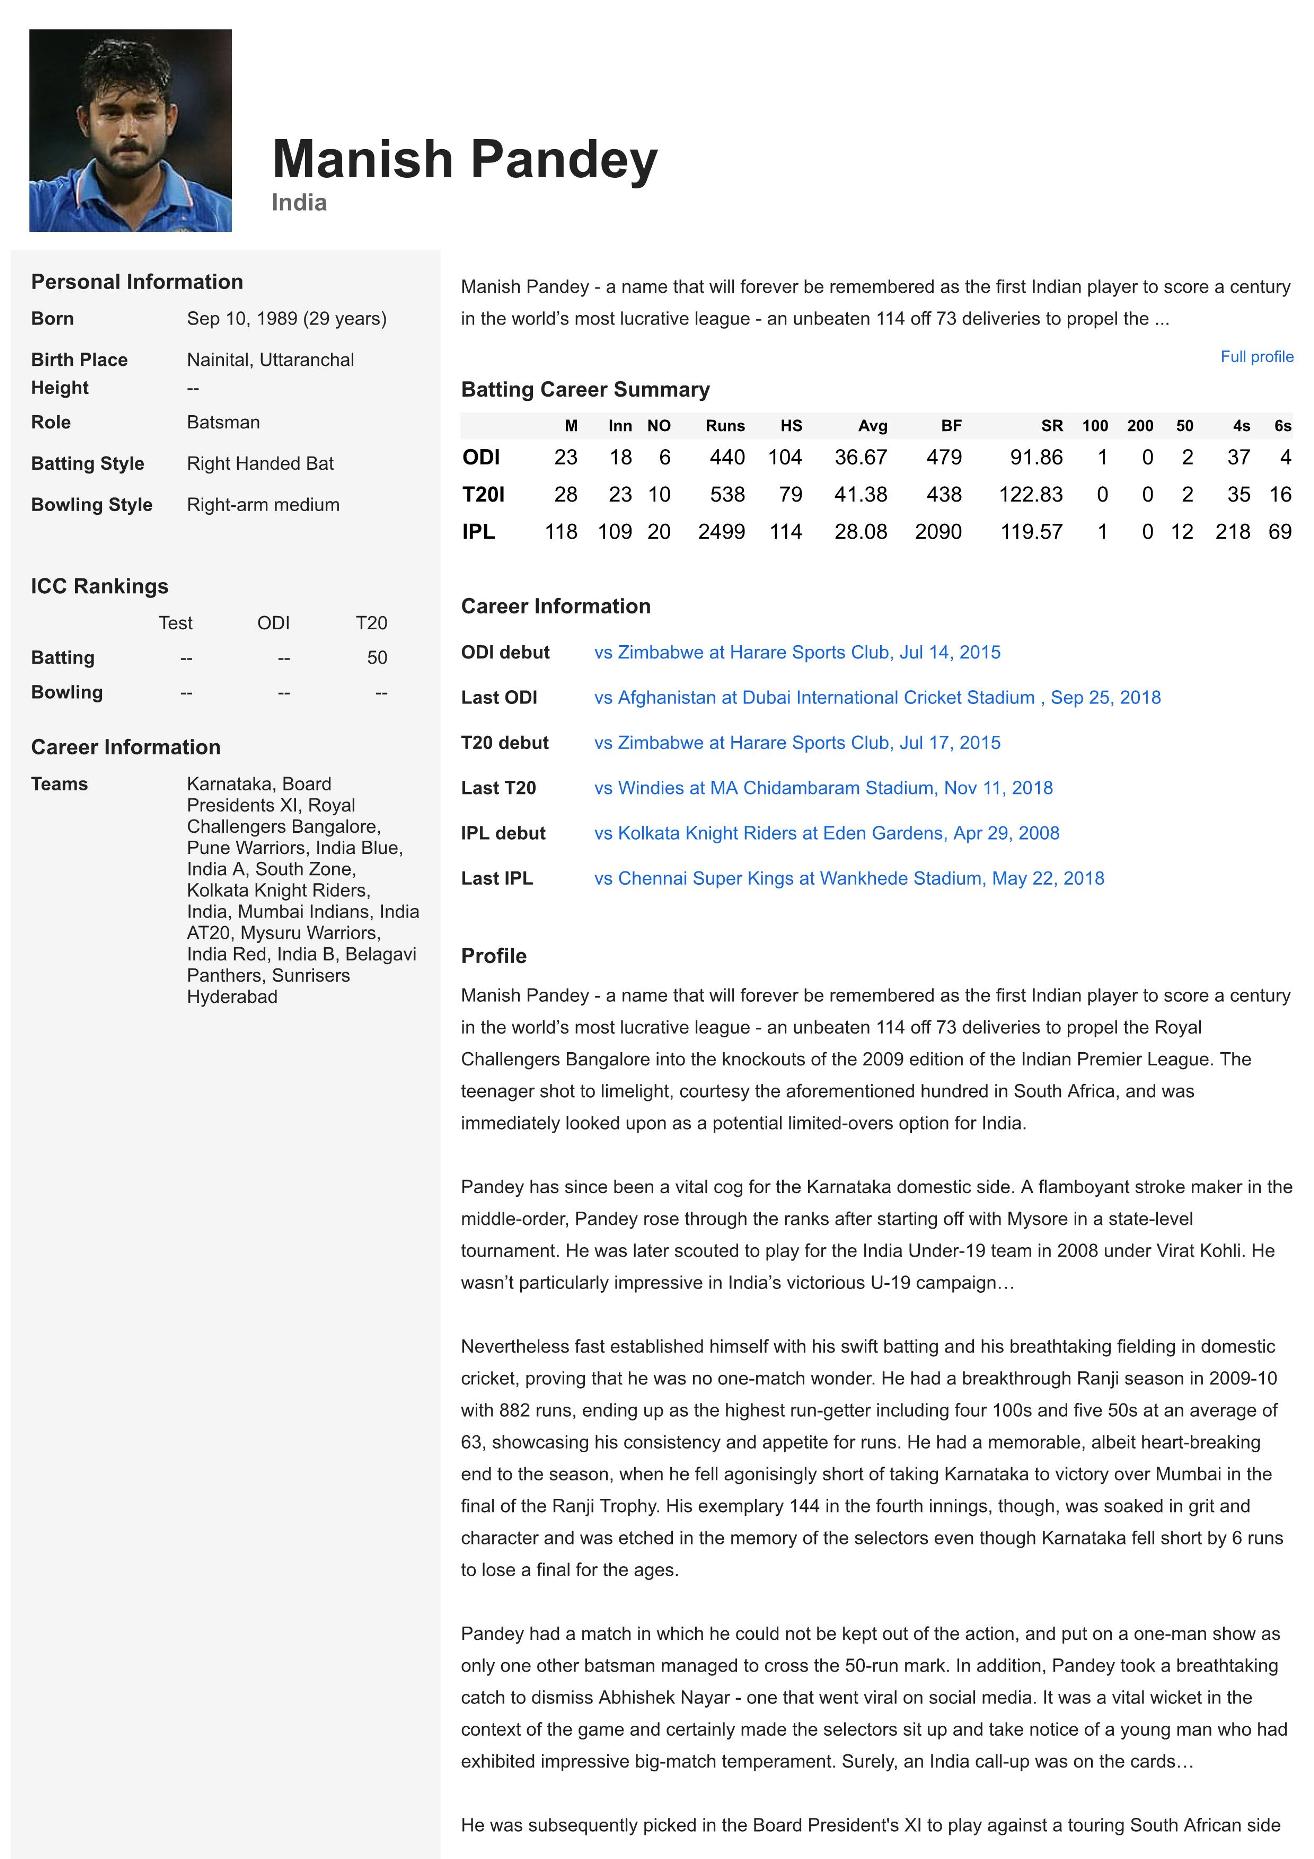 Manish Pandey
India
Personal Information
Born Sep 10, 1989 (29 years)
Birth Place Nainital, Uttaranchal
Height --
Role Batsman
Batting Style Right Handed Bat
Bowling Style Right-arm medium
ICC Rankings
Test ODI T20
Batting -- -- 50
Bowling -- -- --
Career Information
Teams Karnataka, Board
Presidents XI, Royal
Challengers Bangalore,
Pune Warriors, India Blue,
India A, South Zone,
Kolkata Knight Riders,
India, Mumbai Indians, India
AT20, Mysuru Warriors,
India Red, India B, Belagavi
Panthers, Sunrisers
Hyderabad
Manish Pandey - a name that will forever be remembered as the first Indian player to score a century
in the world's most lucrative league - an unbeaten 114 off 73 deliveries to propel the ...
Full profile
Batting Career Summary
M Inn NO Runs HS Avg BF SR 100 200 50 4s 6s
ODI 23 18 6 440 104 36.67 479 91.86 1 0 2 37 4
T20I 28 23 10 538 79 41.38 438 122.83 0 0 2 35 16
IPL 118 109 20 2499 114 28.08 2090 119.57 1 0 12 218 69
Career Information
ODI debut vs Zimbabwe at Harare Sports Club, Jul 14, 2015
Last ODI vs Afghanistan at Dubai International Cricket Stadium , Sep 25, 2018
T20 debut vs Zimbabwe at Harare Sports Club, Jul 17, 2015
Last T20 vs Windies at MA Chidambaram Stadium, Nov 11, 2018
IPL debut vs Kolkata Knight Riders at Eden Gardens, Apr 29, 2008
Last IPL vs Chennai Super Kings at Wankhede Stadium, May 22, 2018
Profile
Manish Pandey - a name that will forever be remembered as the first Indian player to score a century
in the world's most lucrative league - an unbeaten 114 off 73 deliveries to propel the Royal
Challengers Bangalore into the knockouts of the 2009 edition of the Indian Premier League. The
teenager shot to limelight, courtesy the aforementioned hundred in South Africa, and was
immediately looked upon as a potential limited-overs option for India.
Pandey has since been a vital cog for the Karnataka domestic side. A flamboyant stroke maker in the
middle-order, Pandey rose through the ranks after starting off with Mysore in a state-level
tournament. He was later scouted to play for the India Under-19 team in 2008 under Virat Kohli. He
wasn't particularly impressive in India's victorious U-19 campaign…
Nevertheless fast established himself with his swift batting and his breathtaking fielding in domestic
cricket, proving that he was no one-match wonder. He had a breakthrough Ranji season in 2009-10
with 882 runs, ending up as the highest run-getter including four 100s and five 50s at an average of
63, showcasing his consistency and appetite for runs. He had a memorable, albeit heart-breaking
end to the season, when he fell agonisingly short of taking Karnataka to victory over Mumbai in the
final of the Ranji Trophy. His exemplary 144 in the fourth innings, though, was soaked in grit and
character and was etched in the memory of the selectors even though Karnataka fell short by 6 runs
to lose a final for the ages.
Pandey had a match in which he could not be kept out of the action, and put on a one-man show as
only one other batsman managed to cross the 50-run mark. In addition, Pandey took a breathtaking
catch to dismiss Abhishek Nayar - one that went viral on social media. It was a vital wicket in the
context of the game and certainly made the selectors sit up and take notice of a young man who had
exhibited impressive big-match temperament. Surely, an India call-up was on the cards…
He was subsequently picked in the Board President's XI to play against a touring South African side